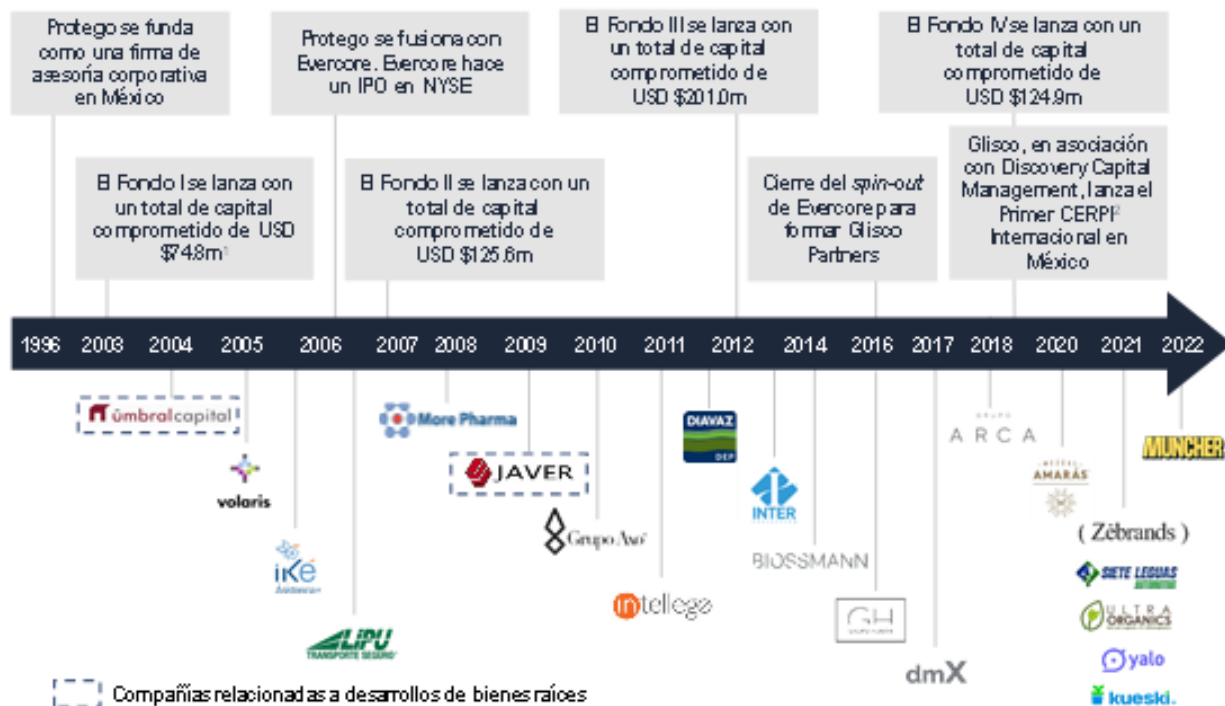 Protego se funda
como una firma de
asesoría corporativa
en México
Protego se fusiona con
Evercore. Evercore hace
un IPO en NYSE
El Fondo III se lanza con
un total de capital
comprometido de
USD $201.0m
El Fondo IV se lanza con un
total de capital
comprometido de
USD $124.9m
El Fondo I se lanza con
un total de capital
comprometido de USD
$74.8m¹
El Fondo II se lanza con un
total de capital
comprometido de
USD $125.6m
Cierre del spin-out
de Evercore para
formar Glisco
Partners
Glisco, en asociación
con Discovery Capital
Management, lanza el
Primer CERPI²
Internacional en
México
1996 2003 2004 2005 2006 2007 2008 2009 2010 2011 2012 2014 2016 2017 2018 2020 2021 2022
úmbralcapital
volaris
iKé
Asistencia
LiPU
TRANSPORTE SEGURO
More Pharma
JAVER
Grupo Axo
intellego
DIAVAZ
DEP
INTER
BIOSSMANN
GH
dmX
GRUPO
ARCA
MEZCAL
AMARÁS
MUNCHER
( Zēbrands )
SIETE LEGUAS
ULTRA
ORGANICS
yalo
kueski.
Compañías relacionadas a desarrollos de bienes raíces